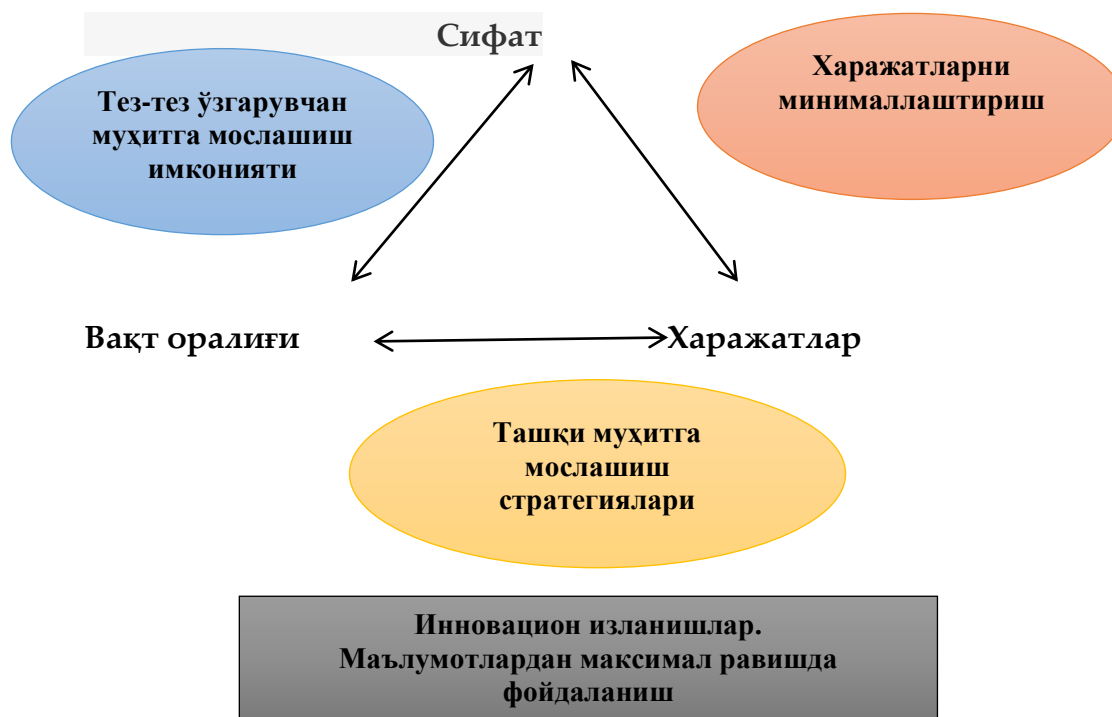 Сифат
Тез-тез ўзгарувчан
муҳитга мослашиш
имконияти
Харажатларни
минималлаштириш
Вақт оралиғи
Харажатлар
Ташқи муҳитга
мослашиш
стратегиялари
Инновацион изланишлар.
Маълумотлардан максимал равишда
фойдаланиш